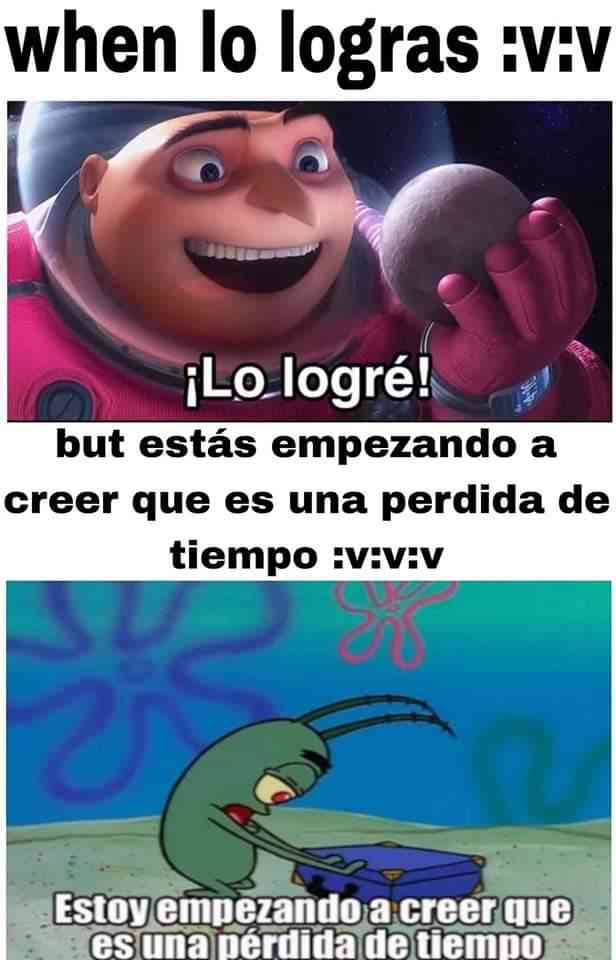 when lo logras :v:v
¡Lo logré!
but estás empezando a
creer que es una perdida de
tiempo :v:v:v
Estoy empezando a creer que
es una pérdida de tiempo